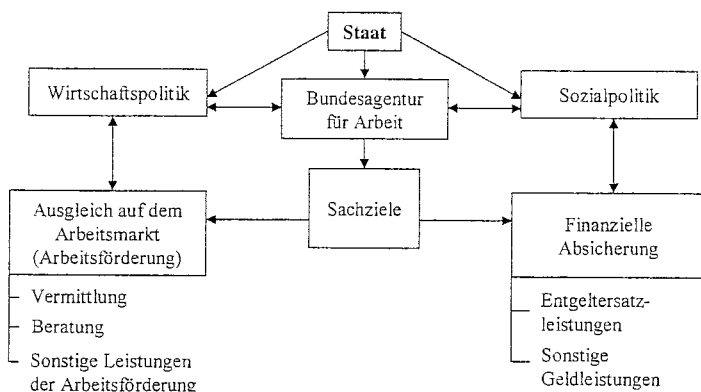 Staat
Wirtschaftspolitik
Bundesagentur
für Arbeit
Sozialpolitik
Ausgleich auf dem
Arbeitsmarkt
(Arbeitsförderung)
Sachziele
Finanzielle
Absicherung
Vermittlung
Beratung
Sonstige Leistungen
der Arbeitsförderung
Entgeltersatz-
leistungen
Sonstige
Geldleistungen